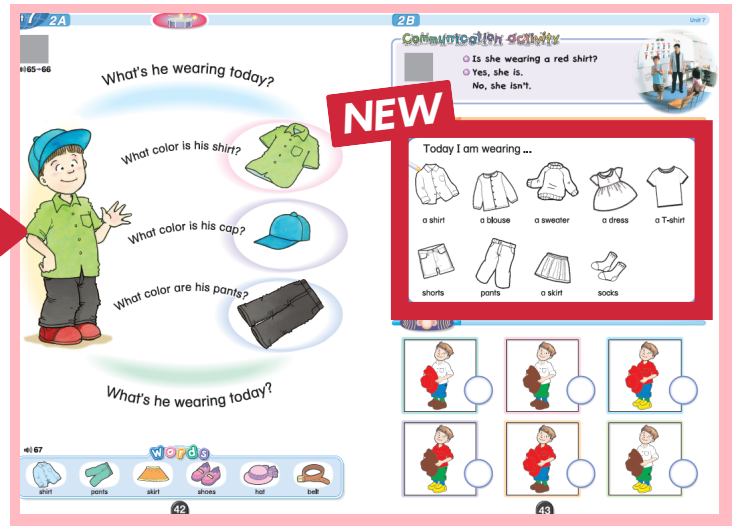 7 2A
65-66
What's he wearing today?
What color is his shirt?
What color is his cap?
What color are his pants?
What's he wearing today?
67
Words
shirt pants skirt shoes hat belt
42
2B
Unit 7
Communication activity
Is she wearing a red shirt?
Yes, she is.
No, she isn't.
NEW
Today I am wearing ...
a shirt a blouse a sweater a dress a T-shirt
shorts pants a skirt socks
43